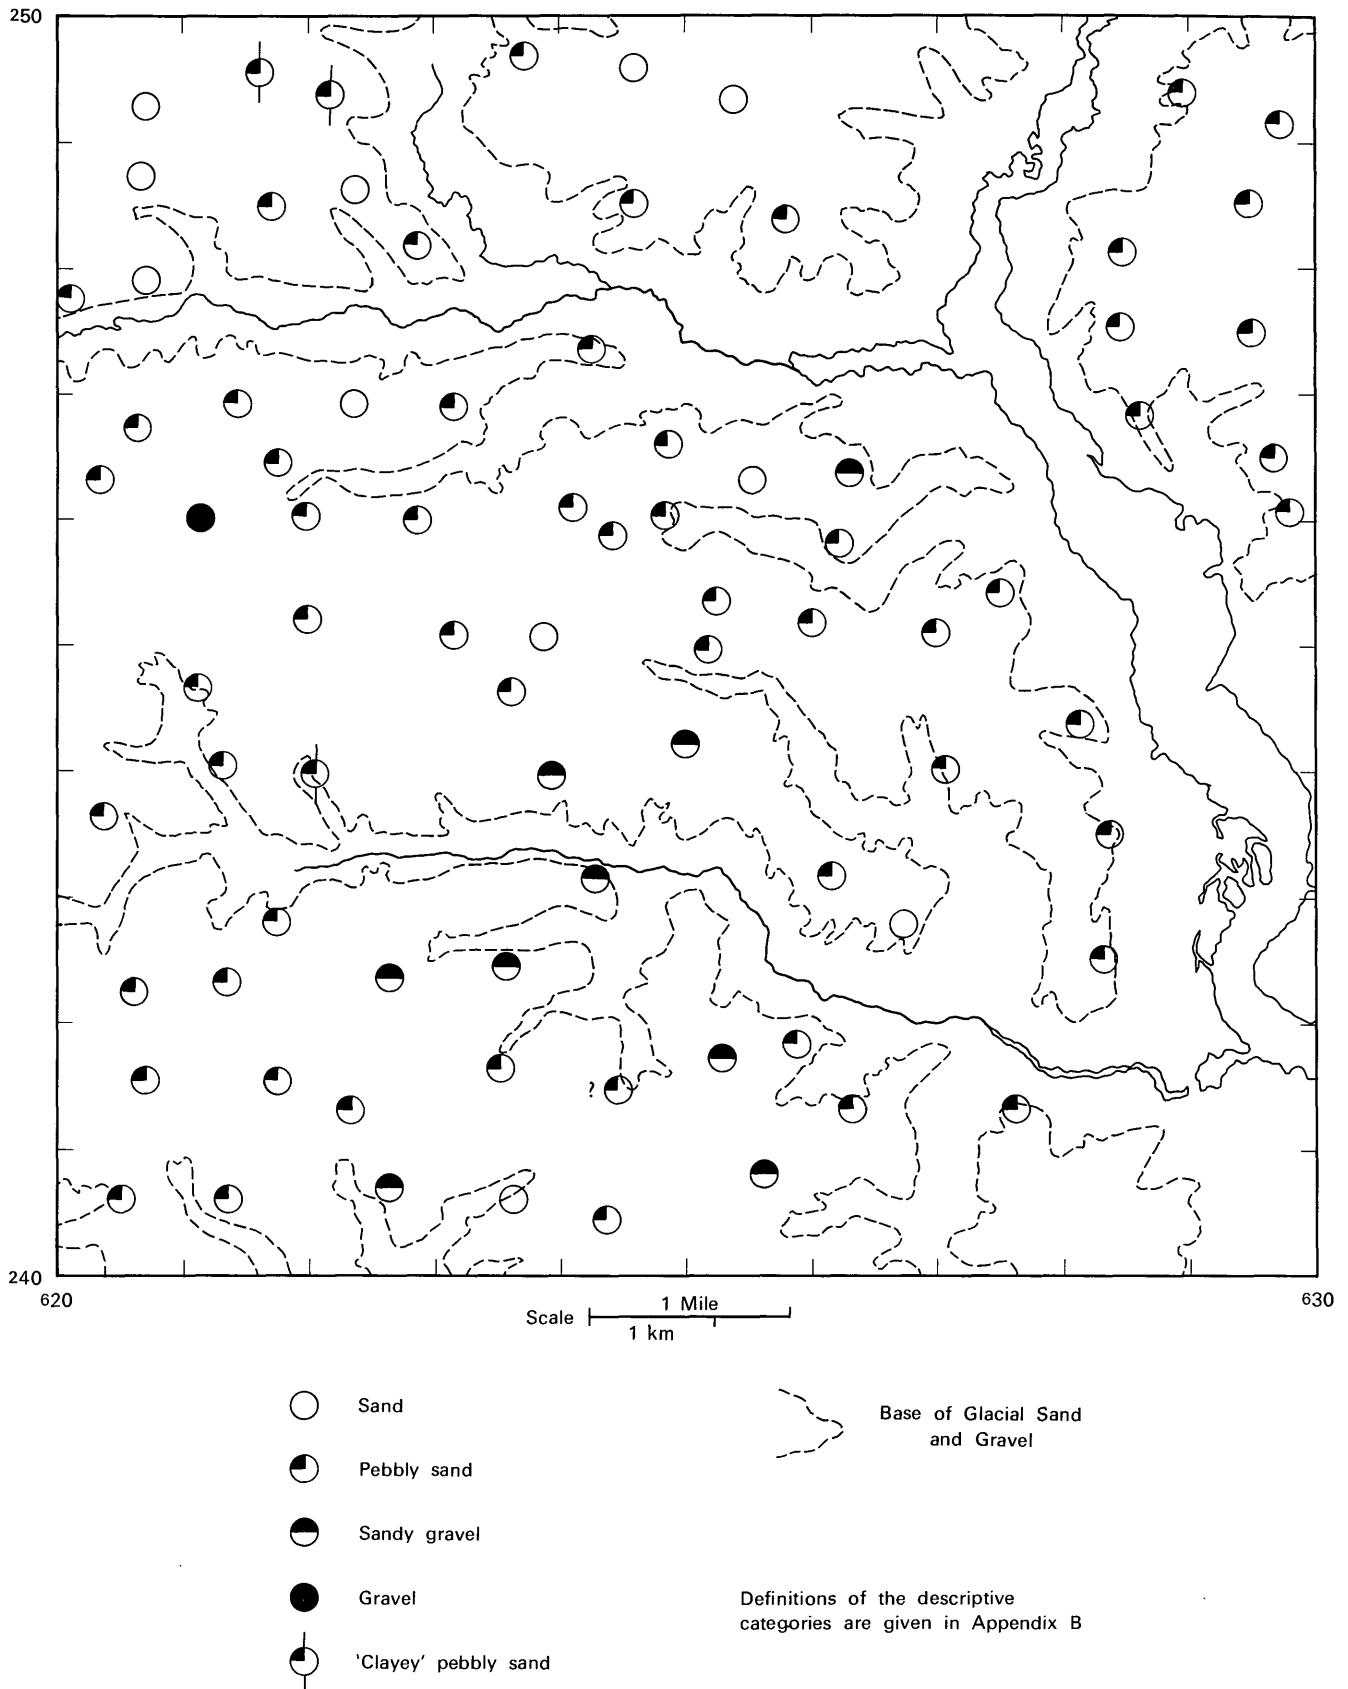 250
240
620
630
1 Mile
Scale
1 km
Sand
Pebbly sand
Sandy gravel
Gravel
'Clayey' pebbly sand
Base of Glacial Sand
and Gravel
Definitions of the descriptive
categories are given in Appendix B
?